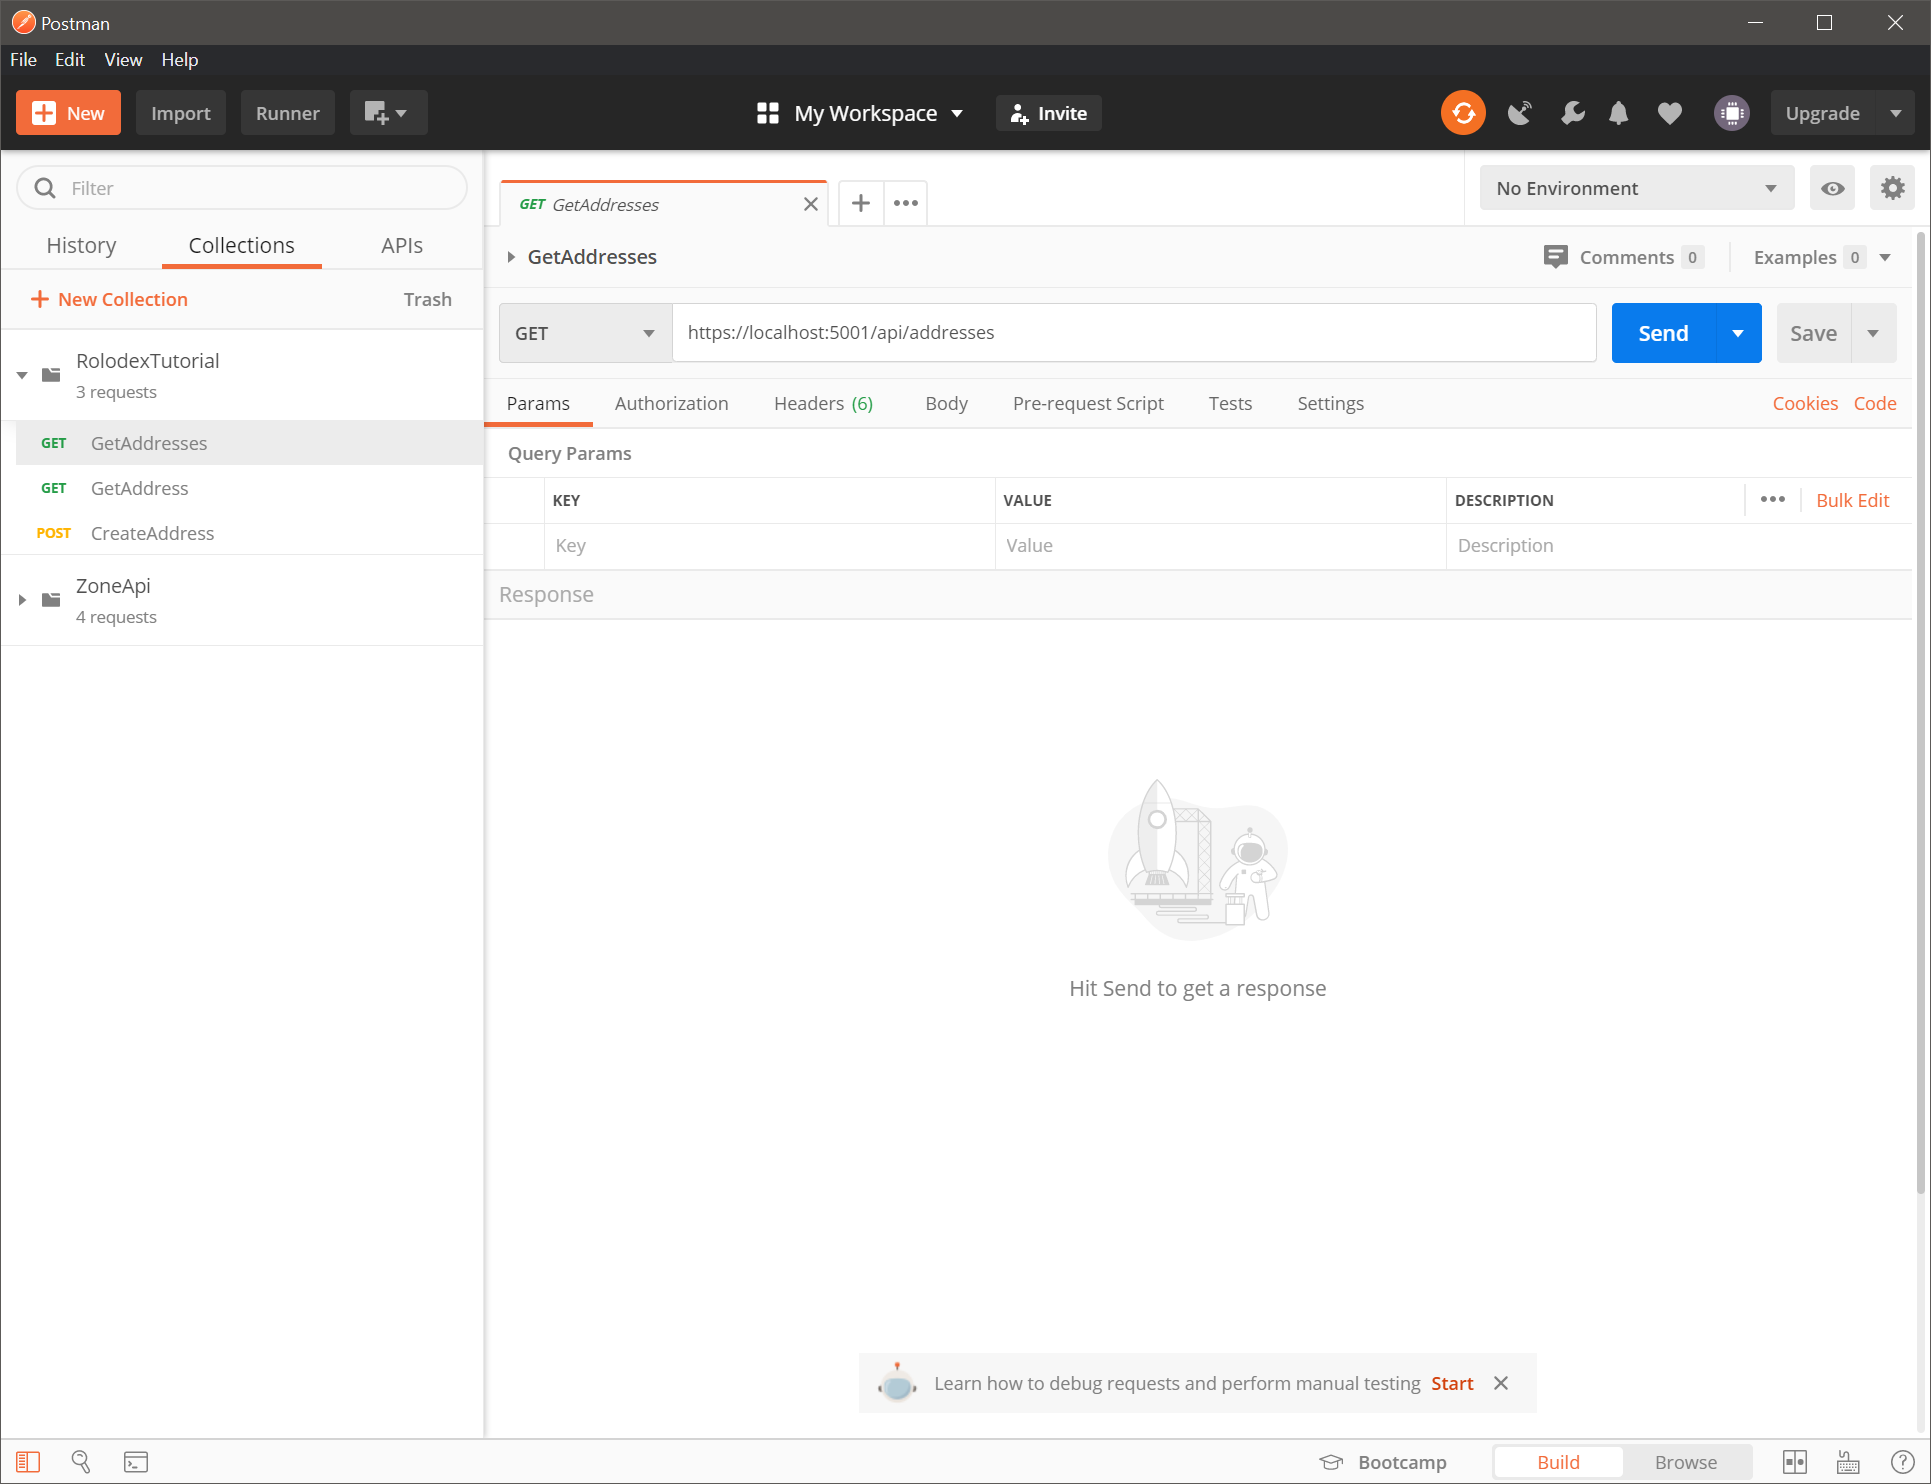 Postman
File Edit View Help
New Import Runner My Workspace Invite Upgrade
Filter
History Collections APIs
New Collection Trash
RolodexTutorial
3 requests
GET GetAddresses
GET GetAddress
POST CreateAddress
ZoneApi
4 requests
GET GetAddresses
No Environment
GetAddresses Comments 0 Examples 0
GET https://localhost:5001/api/addresses Send Save
Params Authorization Headers (6) Body Pre-request Script Tests Settings Cookies Code
Query Params
KEY VALUE DESCRIPTION Bulk Edit
Key Value Description
Response
Hit Send to get a response
Learn how to debug requests and perform manual testing Start
Bootcamp Build Browse